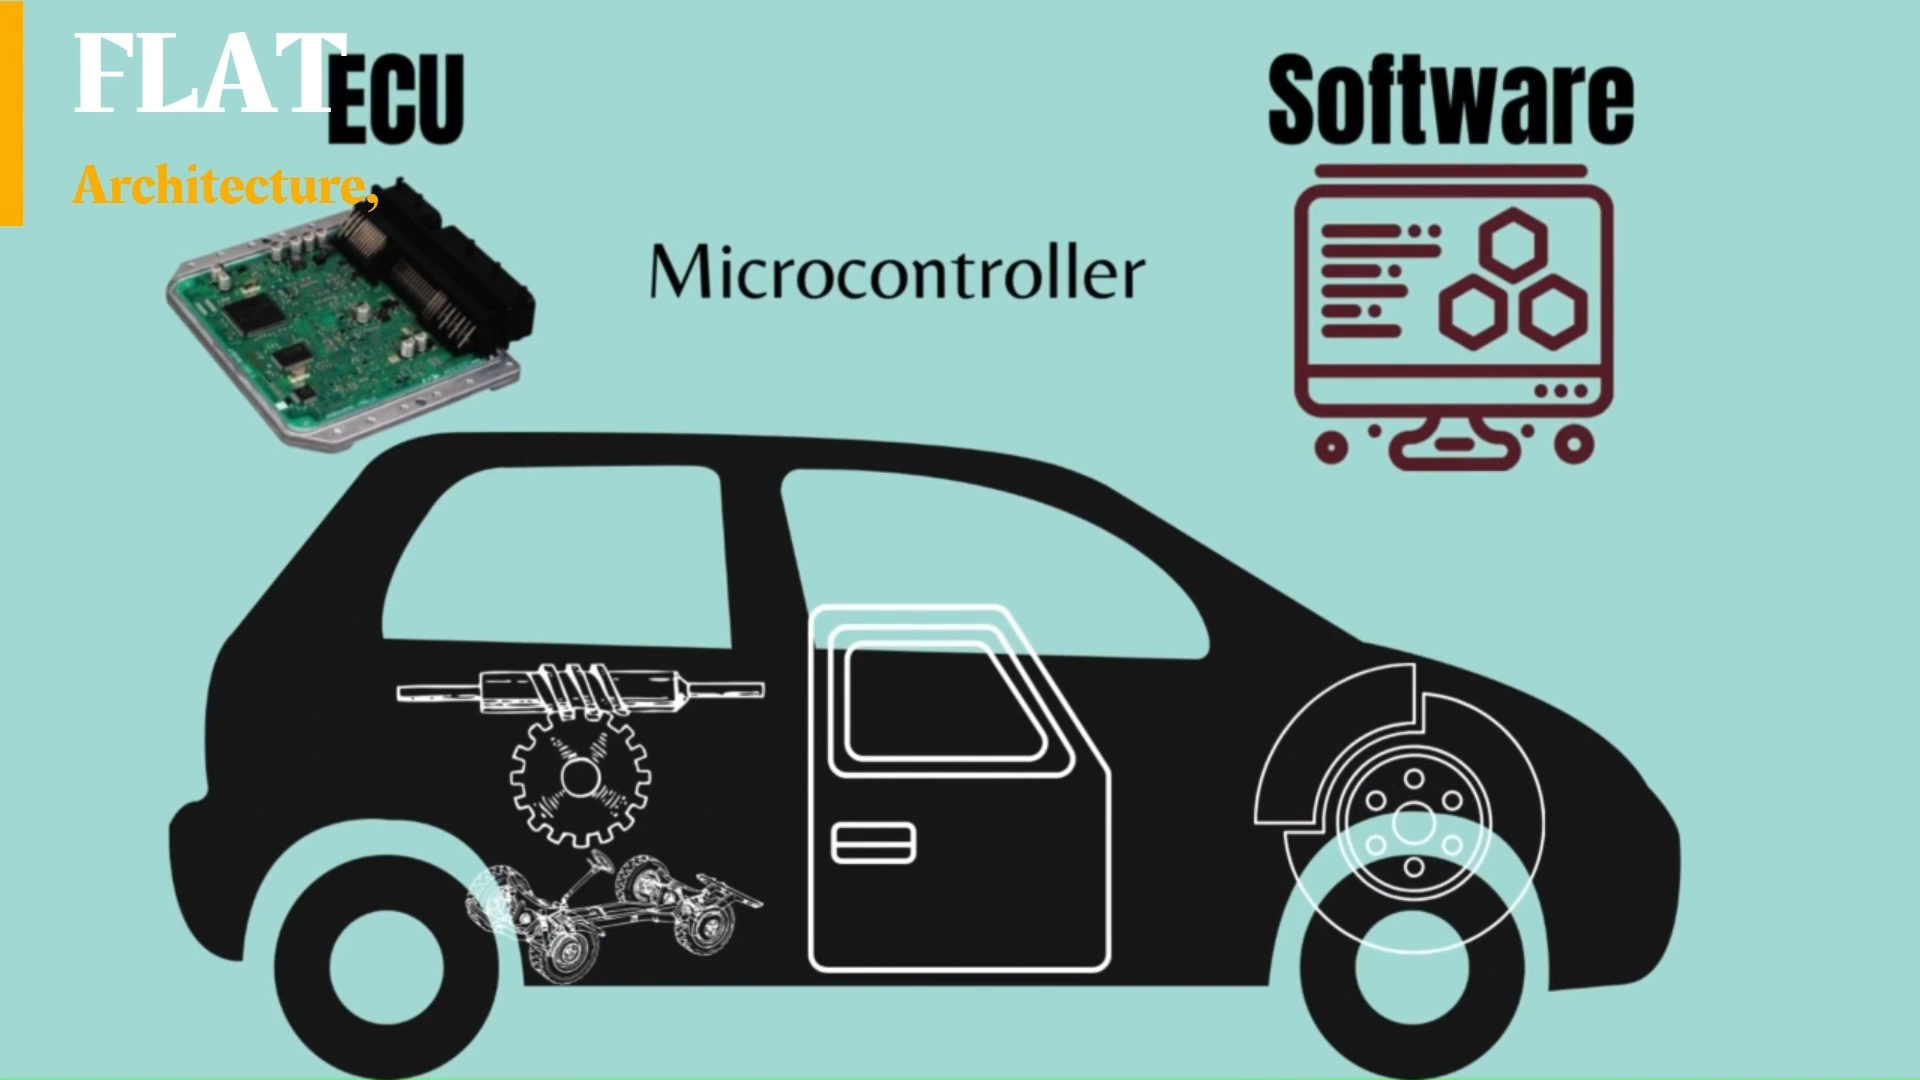 FLAT
ECU
Architecture,
Software
Microcontroller